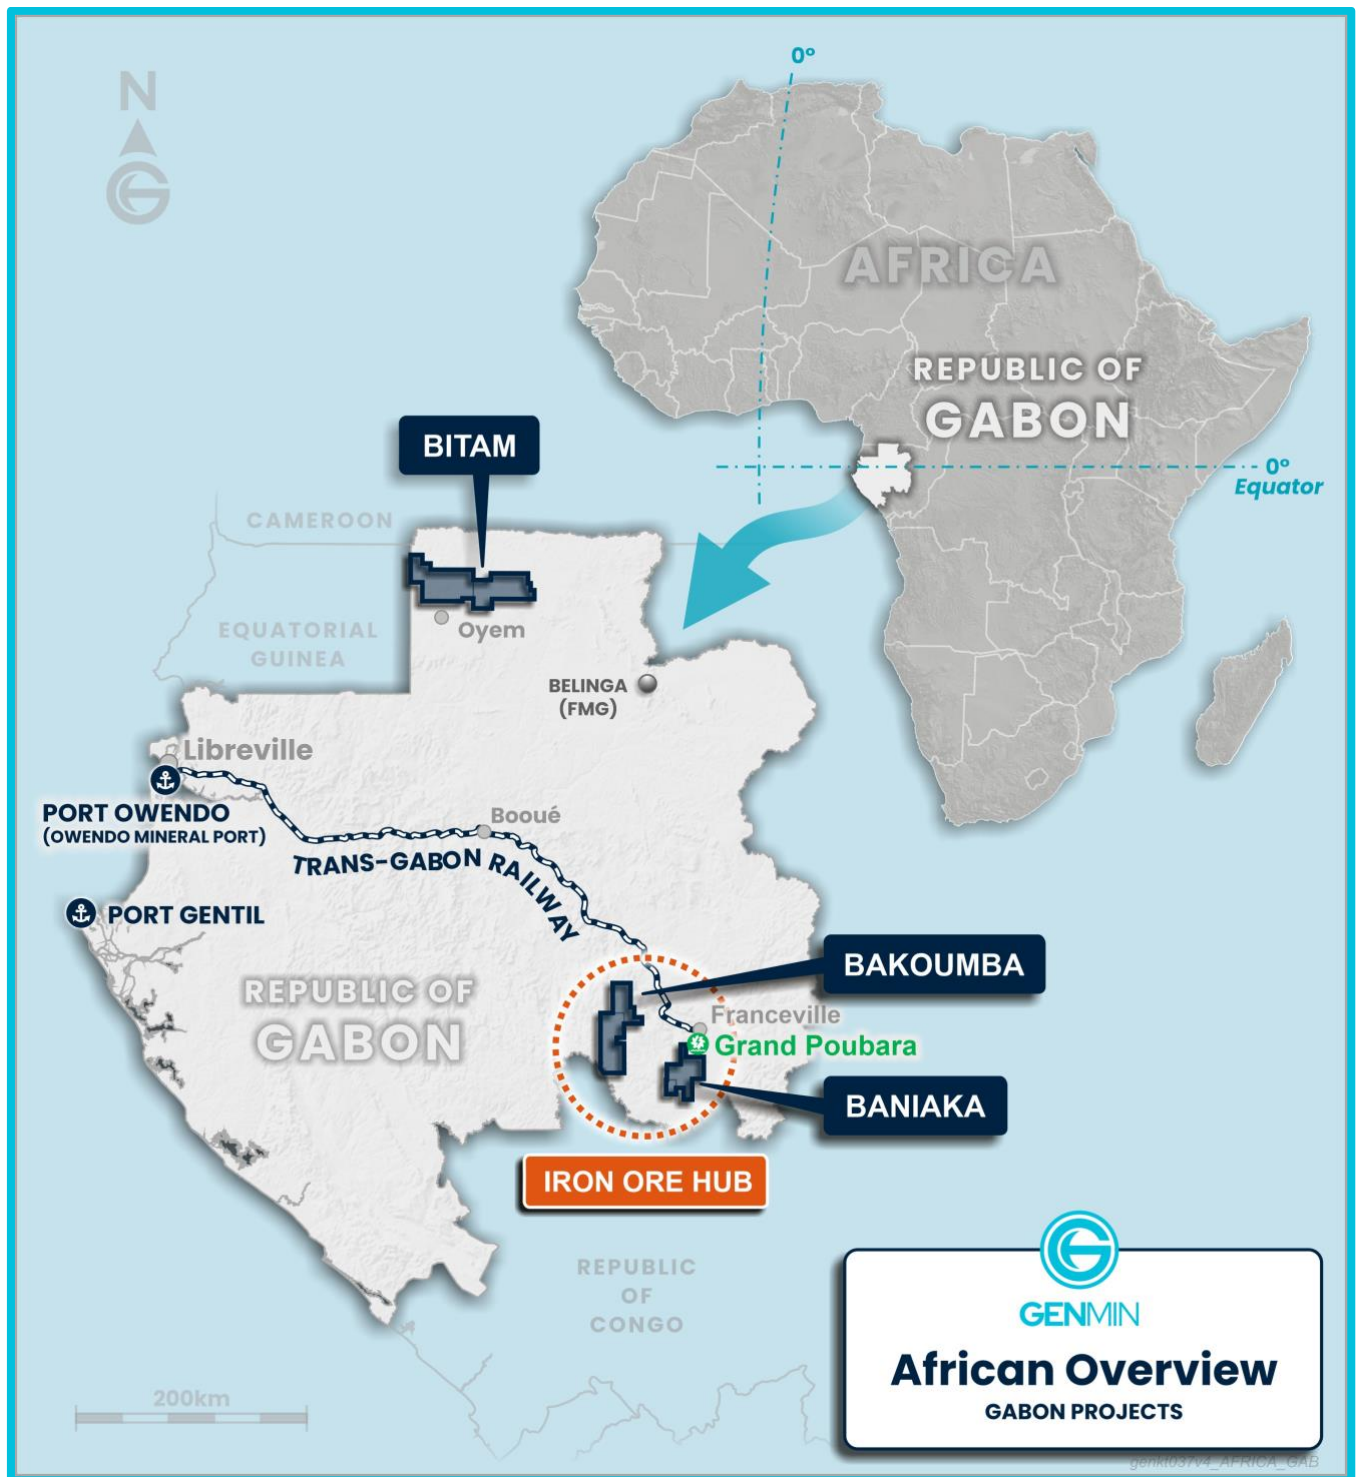 N
0°
AFRICA
REPUBLIC OF
GABON
0°
Equator
BITAM
CAMEROON
EQUATORIAL
GUINEA
Oyem
BELINGA
(FMG)
Libreville
PORT OWENDO
(OWENDO MINERAL PORT)
Booué
TRANS-GABON RAILWAY
PORT GENTIL
BAKOUMBA
REPUBLIC OF
GABON
Franceville
Grand Poubara
BANIAKA
IRON ORE HUB
REPUBLIC
OF
CONGO
200km
GENMIN
African Overview
GABON PROJECTS
genkt037v4_AFRICA_GAB